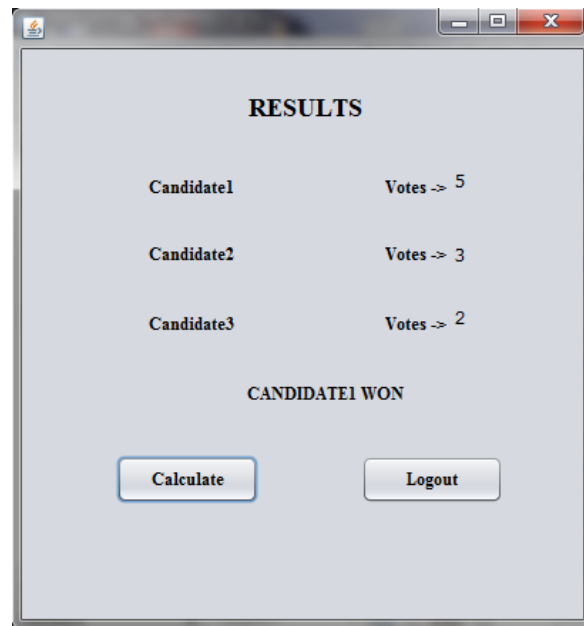 RESULTS
Candidate1 Votes -> 5
Candidate2 Votes -> 3
Candidate3 Votes -> 2
CANDIDATE1 WON
Calculate Logout